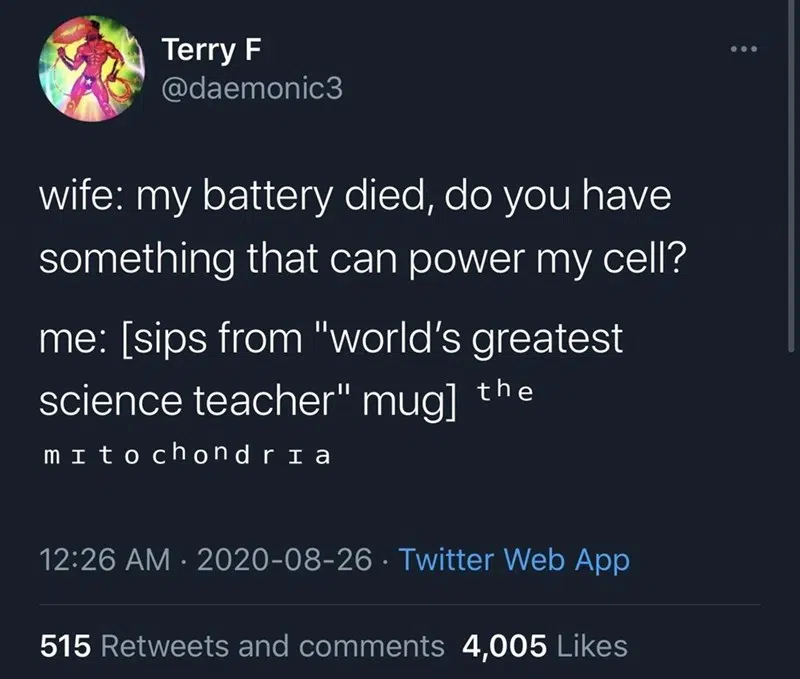 Terry F
@daemonic3
wife: my battery died, do you have
something that can power my cell?
me: [sips from "world's greatest
science teacher" mug] ᵗʰᵉ
ᴍɪᴛᴏᴄʰᴏⁿᴅʀɪᴀ
12:26 AM · 2020-08-26 · Twitter Web App
515 Retweets and comments 4,005 Likes